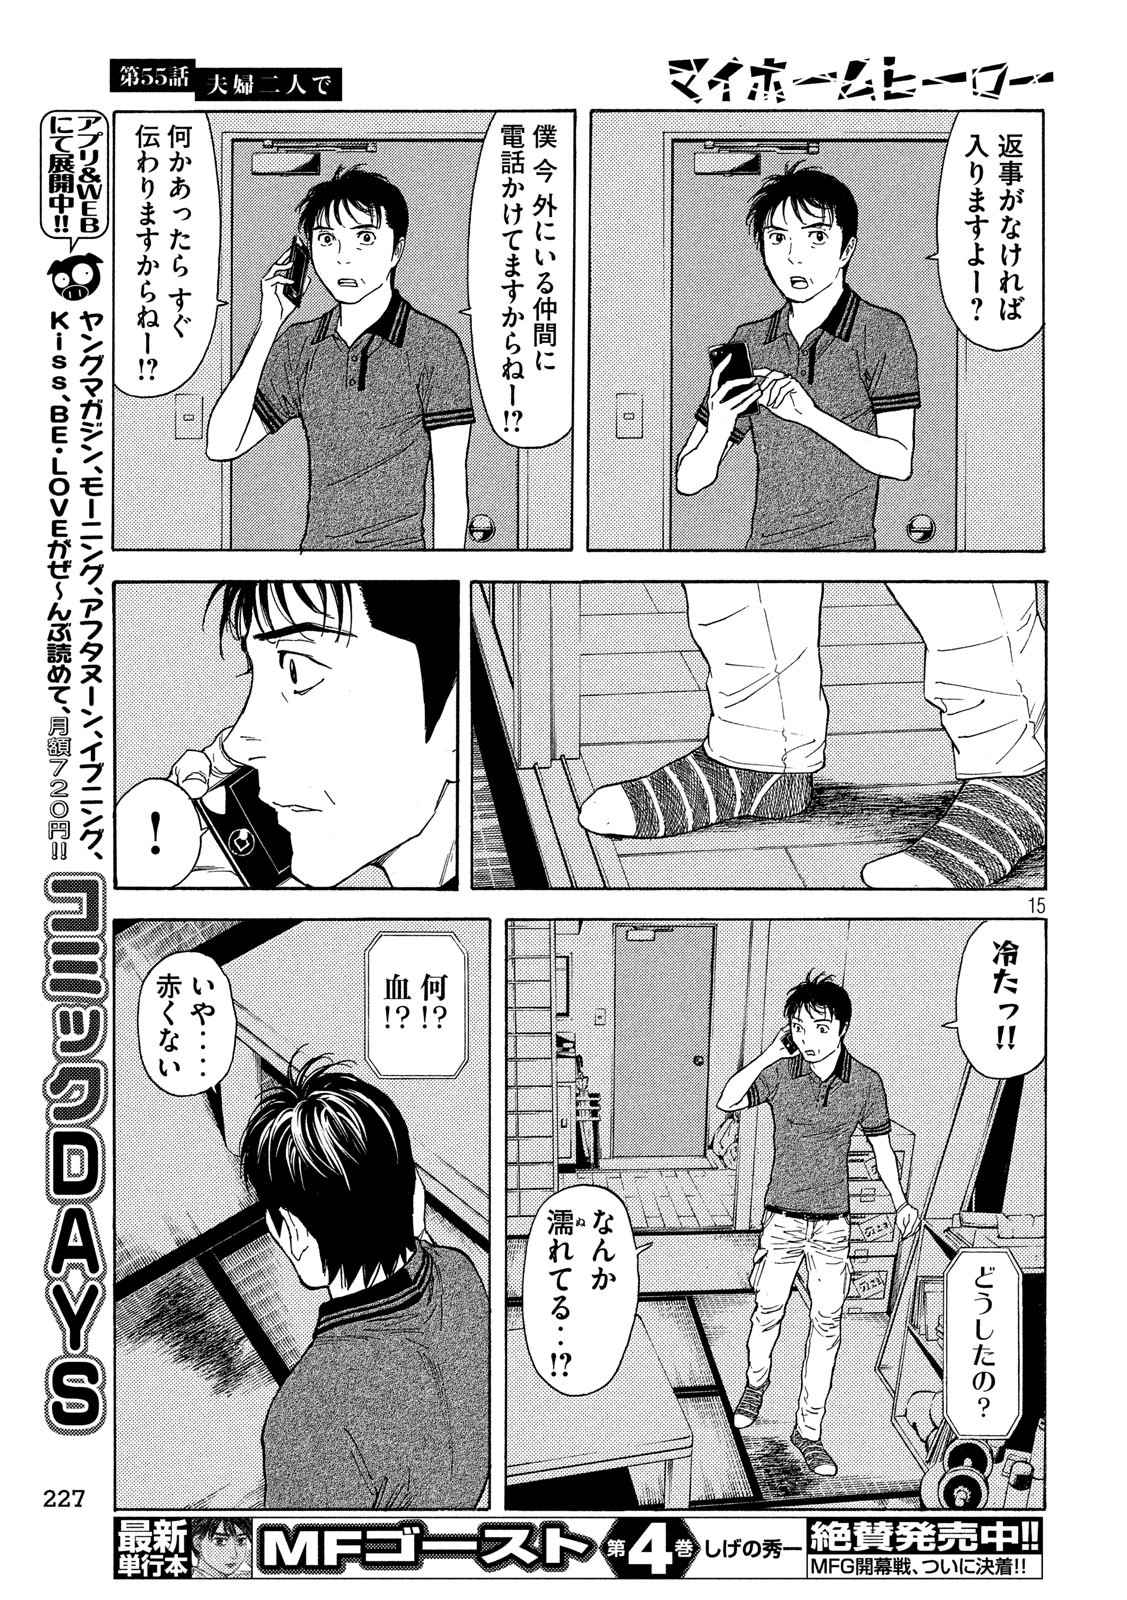 マイホームヒーロー
第55話
夫婦二人で
返事がなければ
入りますよー?
僕 今 外にいる仲間に
電話かけてますからねー!?
何かあったら すぐ
伝わりますからねー!?
!
15
冷たっ!!
どうしたの?
なんか
濡れてる‥!?
ぬ
何!?
血!?
いや‥‥
赤くない
アプリ&WEB
にて展開中!!
ヤングマガジン、モーニング、アフタヌーン、イブニング、
Kiss、BE・LOVEがぜ〜んぶ読めて、月額720円!!
コミックDAYS
227
最新
単行本
MFゴースト
第4巻
しげの秀一
絶賛発売中!!
MFG開幕戦、ついに決着!!